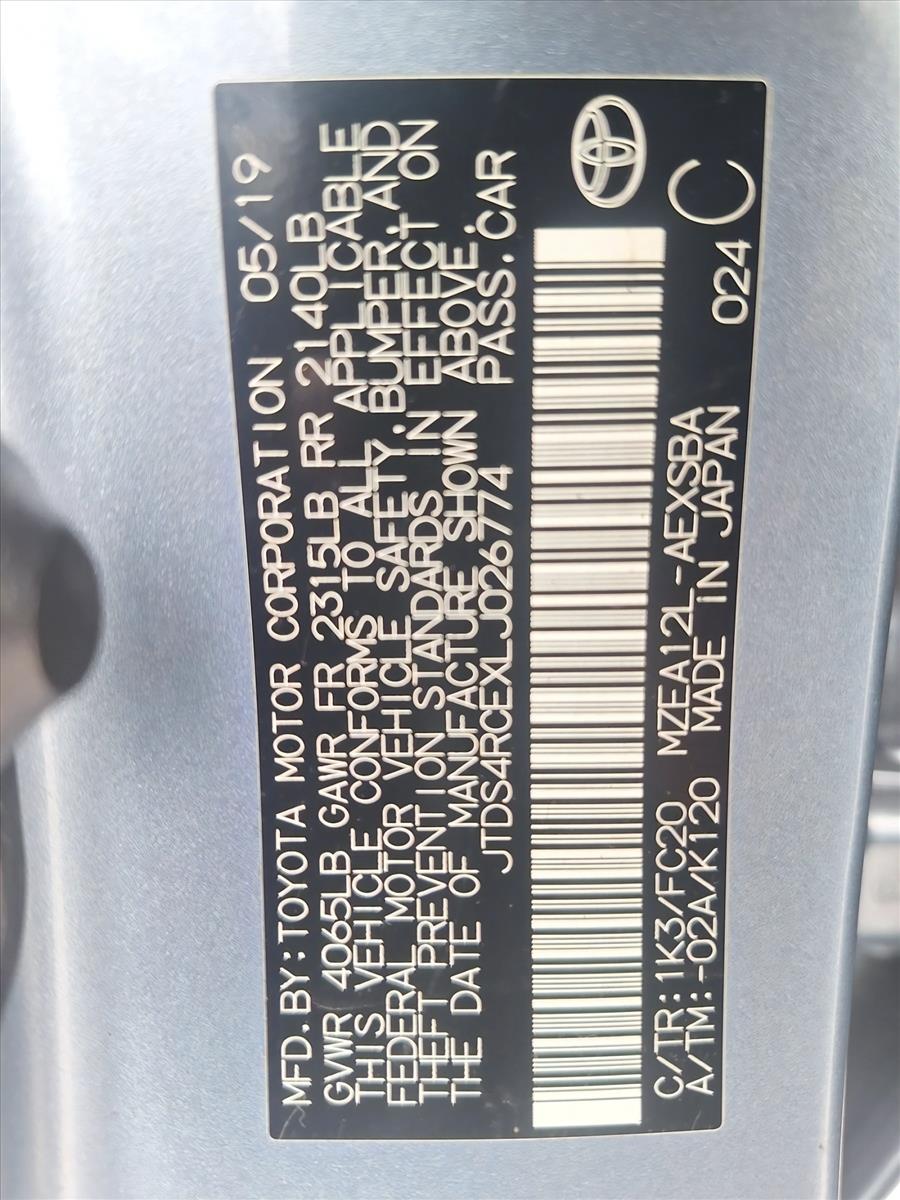 MFD.BY:TOYOTA MOTOR CORPORATION 05/19
GVWR 4065LB GAWR FR 2315LB RR 2140LB
THIS VEHICLE CONFORMS TO ALL APPLICABLE
FEDERAL MOTOR VEHICLE SAFETY,BUMPER,AND
THEFT PREVENTION STANDARDS IN EFFECT ON
THE DATE OF MANUFACTURE SHOWN ABOVE.
JTDS4RCEXLJ026774 PASS.CAR
C/TR:1K3/FC20 MZEA12L-AEXSBA 024 C
A/TM:-02A/K120 MADE IN JAPAN